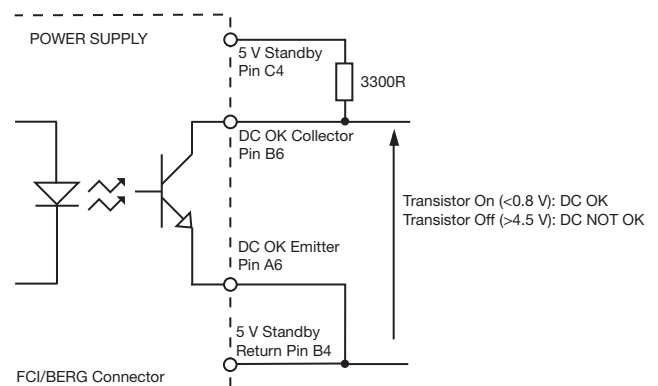 POWER SUPPLY
5 V Standby
Pin C4
3300R
DC OK Collector
Pin B6
Transistor On (<0.8 V): DC OK
Transistor Off (>4.5 V): DC NOT OK
DC OK Emitter
Pin A6
5 V Standby
Return Pin B4
FCI/BERG Connector